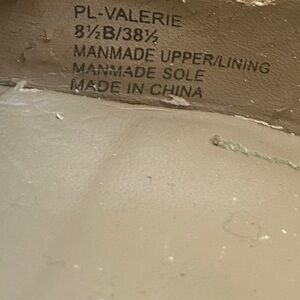 PL-VALERIE
8½B/38½
MANMADE UPPER/LINING
MANMADE SOLE
MADE IN CHINA